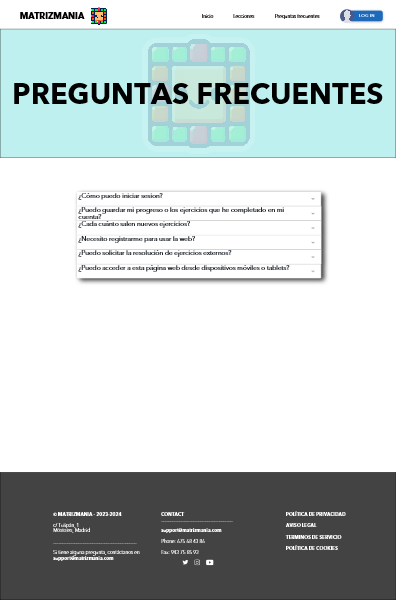 MATRIZMANIA
Inicio
Lecciones
Preguntas frecuentes
LOG IN
PREGUNTAS FRECUENTES
¿Cómo puedo iniciar sesion?
¿Puedo guardar mi progreso o los ejercicios que he completado en mi
cuenta?
¿Cada cuánto salen nuevos ejercicios?
¿Necesito registrarme para usar la web?
¿Puedo solicitar la resolución de ejercicios externos?
¿Puedo acceder a esta página web desde dispositivos móviles o tablets?
© MATRIZMANIA - 2023-2024
Móstoles, Madrid
Si tiene alguna pregunta, contáctanos en
support@matrizmania.com
CONTACT
support@matrizmania.com
Phone: 675 60 43 86
Fax: 943 75 85 93
POLÍTICA DE PRIVACIDAD
AVISO LEGAL
TERMINOS DE SERVICIO
POLÍTICA DE COOKIES